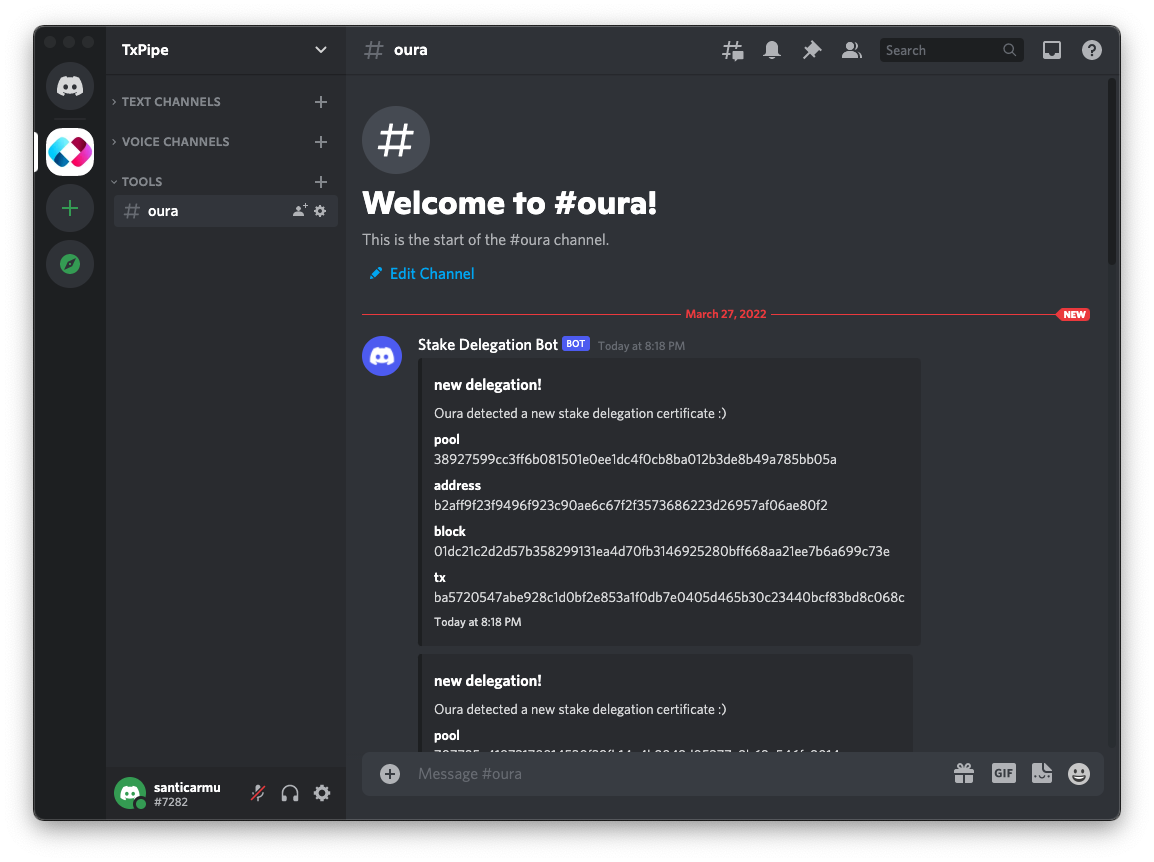 TxPipe
# oura
Search
TEXT CHANNELS
VOICE CHANNELS
TOOLS
# oura
#
Welcome to #oura!
This is the start of the #oura channel.
Edit Channel
March 27, 2022
NEW
Stake Delegation Bot BOT Today at 8:18 PM
new delegation!
Oura detected a new stake delegation certificate :)
pool
38927599cc3ff6b081501e0ee1dc4f0cb8ba012b3de8b49a785bb05a
address
b2aff9f23f9496f923c90ae6c67f2f3573686223d26957af06ae80f2
block
01dc21c2d2d57b358299131ea4d70fb3146925280bff668aa21ee7b6a699c73e
tx
ba5720547abe928c1d0bf2e853a1f0db7e0405d465b30c23440bcf83bd8c068c
Today at 8:18 PM
new delegation!
Oura detected a new stake delegation certificate :)
pool
Message #oura
GIF
santicarmu
#7282